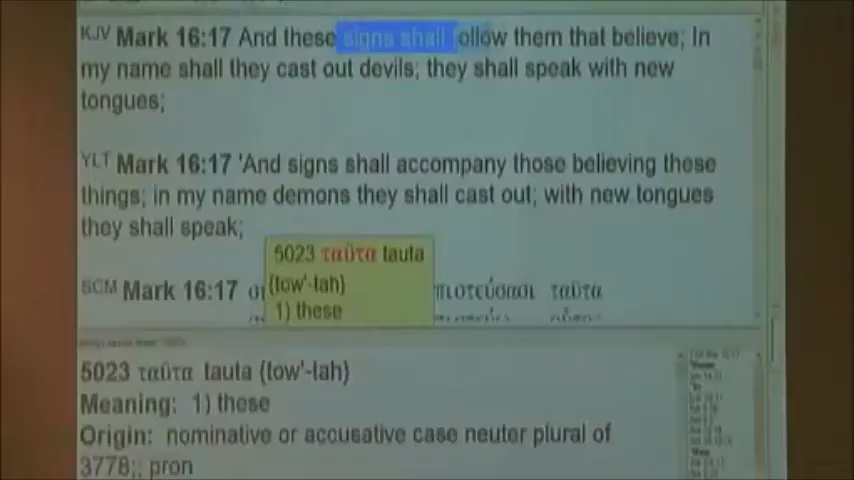 KJV Mark 16:17 And these signs shall follow them that believe; In
my name shall they cast out devils; they shall speak with new
tongues;
YLT Mark 16:17 'And signs shall accompany those believing these
things; in my name demons they shall cast out; with new tongues
they shall speak;
5023 ταῦτα tauta
{tow'-tah}
1) these
SCM Mark 16:17 πιστεύσασι ταῦτα
5023 ταῦτα tauta {tow'-tah}
Meaning: 1) these
Origin: nominative or accusative case neuter plural of
3778;; pron